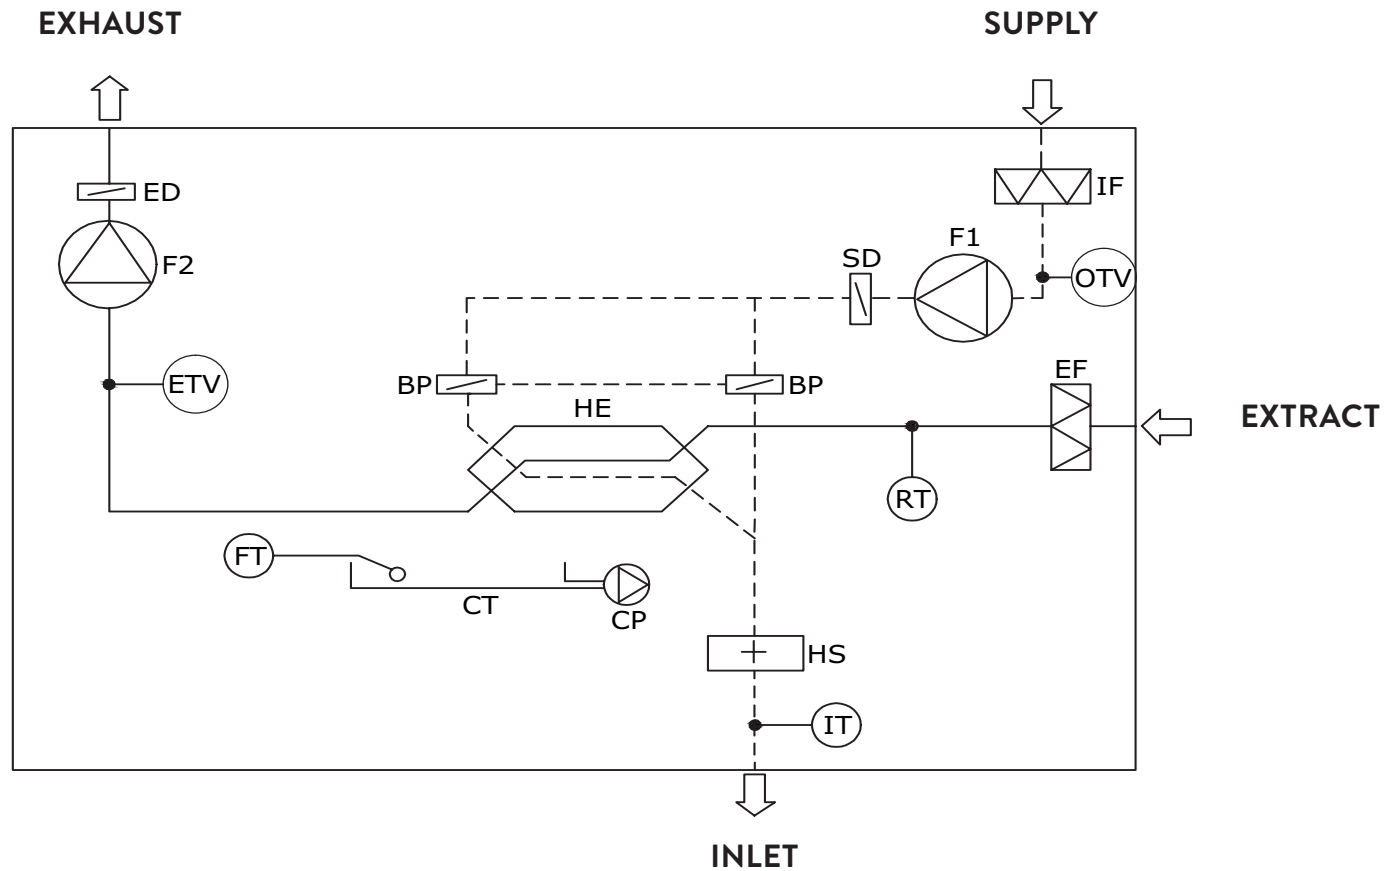 EXHAUST
SUPPLY
ED
IF
F2
F1
SD
OTV
ETV
BP
BP
EF
HE
EXTRACT
RT
FT
CT
CP
HS
IT
INLET